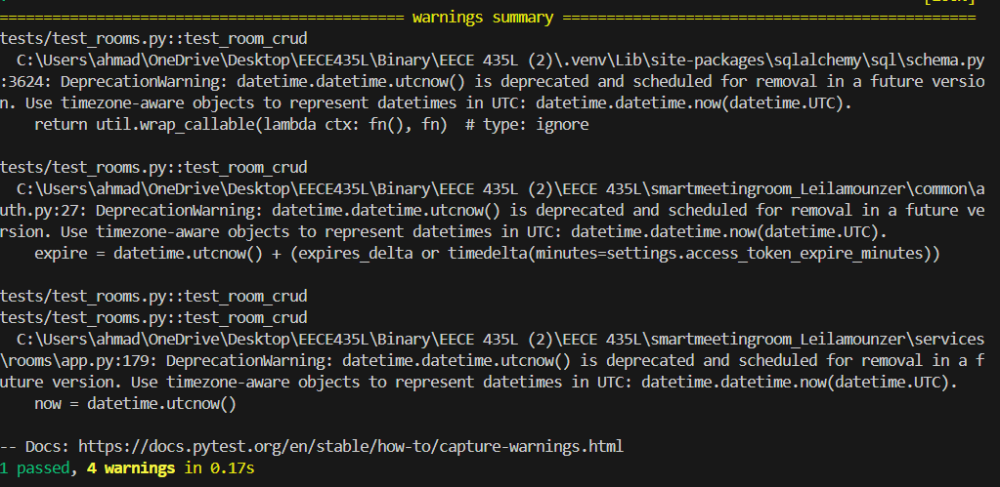 ============================================== warnings summary ===============================================
tests/test_rooms.py::test_room_crud
  C:\Users\ahmad\OneDrive\Desktop\EECE435L\Binary\EECE 435L (2)\.venv\Lib\site-packages\sqlalchemy\sql\schema.py
:3624: DeprecationWarning: datetime.datetime.utcnow() is deprecated and scheduled for removal in a future versio
n. Use timezone-aware objects to represent datetimes in UTC: datetime.datetime.now(datetime.UTC).
    return util.wrap_callable(lambda ctx: fn(), fn)  # type: ignore

tests/test_rooms.py::test_room_crud
  C:\Users\ahmad\OneDrive\Desktop\EECE435L\Binary\EECE 435L (2)\EECE 435L\smartmeetingroom_Leilamounzer\common\a
uth.py:27: DeprecationWarning: datetime.datetime.utcnow() is deprecated and scheduled for removal in a future ve
rsion. Use timezone-aware objects to represent datetimes in UTC: datetime.datetime.now(datetime.UTC).
    expire = datetime.utcnow() + (expires_delta or timedelta(minutes=settings.access_token_expire_minutes))

tests/test_rooms.py::test_room_crud
tests/test_rooms.py::test_room_crud
  C:\Users\ahmad\OneDrive\Desktop\EECE435L\Binary\EECE 435L (2)\EECE 435L\smartmeetingroom_Leilamounzer\services
\rooms\app.py:179: DeprecationWarning: datetime.datetime.utcnow() is deprecated and scheduled for removal in a f
uture version. Use timezone-aware objects to represent datetimes in UTC: datetime.datetime.now(datetime.UTC).
    now = datetime.utcnow()

-- Docs: https://docs.pytest.org/en/stable/how-to/capture-warnings.html
1 passed, 4 warnings in 0.17s